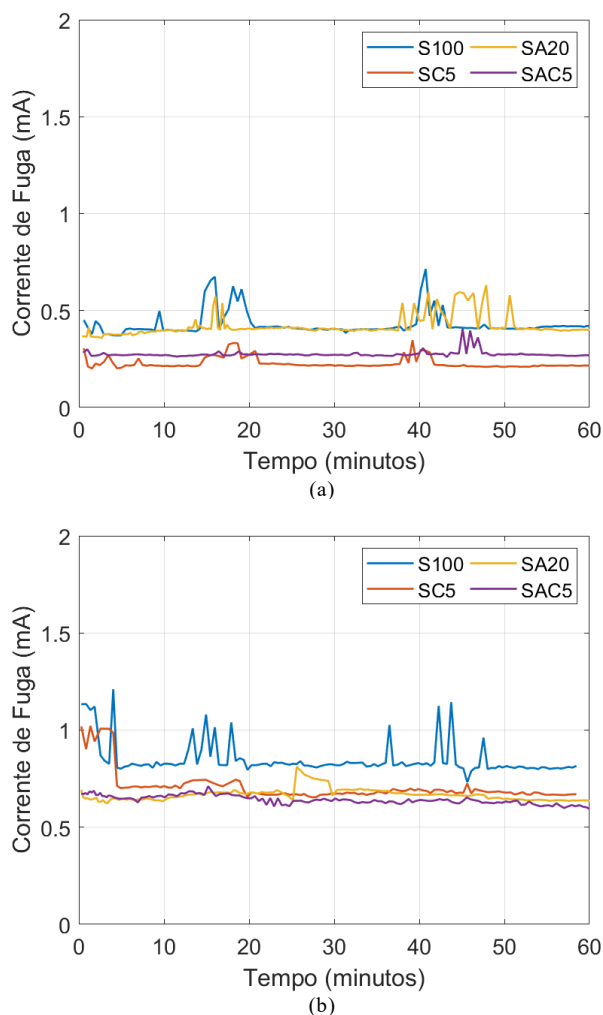 2
S100 SA20
SC5 SAC5
1.5
1
0.5
0
Corrente de Fuga (mA)
0 10 20 30 40 50 60
Tempo (minutos)
(a)
2
S100 SA20
SC5 SAC5
1.5
1
0.5
0
Corrente de Fuga (mA)
0 10 20 30 40 50 60
Tempo (minutos)
(b)